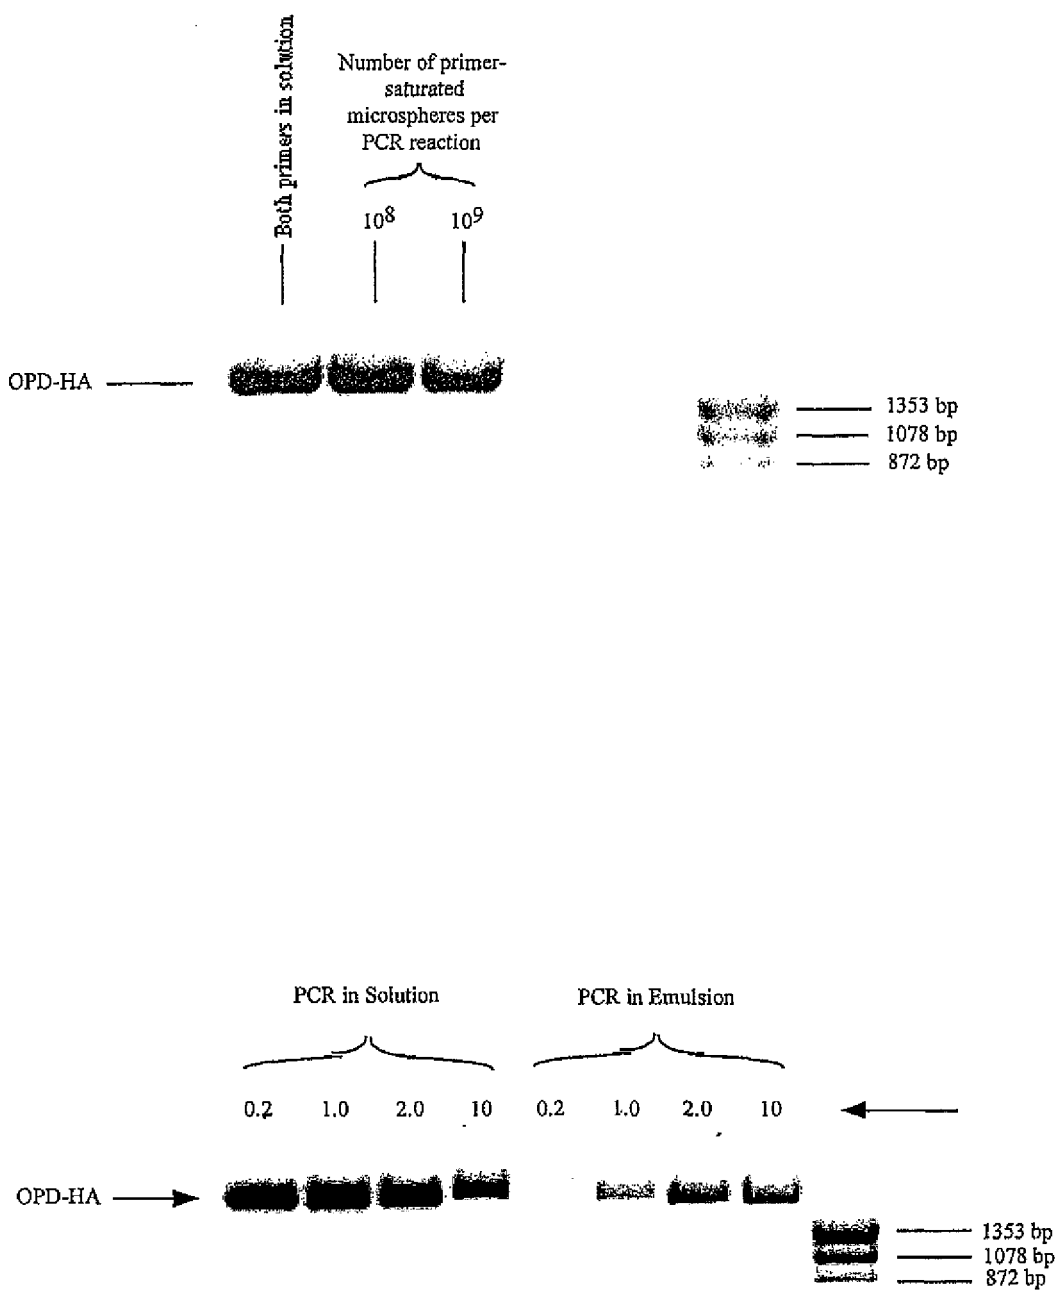 Both primers in solution
Number of primer-
saturated
microspheres per
PCR reaction
10⁸ 10⁹
OPD-HA
1353 bp
1078 bp
872 bp
PCR in Solution PCR in Emulsion
0.2 1.0 2.0 10 0.2 1.0 2.0 10
OPD-HA
1353 bp
1078 bp
872 bp